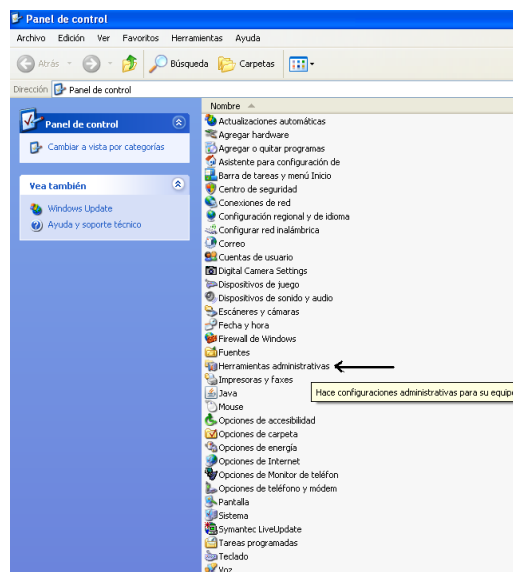 Panel de control
Archivo Edición Ver Favoritos Herramientas Ayuda
Atrás Búsqueda Carpetas
Dirección Panel de control
Panel de control
Cambiar a vista por categorías
Vea también
Windows Update
Ayuda y soporte técnico
Nombre
Actualizaciones automáticas
Agregar hardware
Agregar o quitar programas
Asistente para configuración de
Barra de tareas y menú Inicio
Centro de seguridad
Conexiones de red
Configuración regional y de idioma
Configurar red inalámbrica
Correo
Cuentas de usuario
Digital Camera Settings
Dispositivos de juego
Dispositivos de sonido y audio
Escáneres y cámaras
Fecha y hora
Firewall de Windows
Fuentes
Herramientas administrativas
Impresoras y faxes
Hace configuraciones administrativas para su equip
Java
Mouse
Opciones de accesibilidad
Opciones de carpeta
Opciones de energía
Opciones de Internet
Opciones de Monitor de teléfon
Opciones de teléfono y módem
Pantalla
Sistema
Symantec LiveUpdate
Tareas programadas
Teclado
Voz